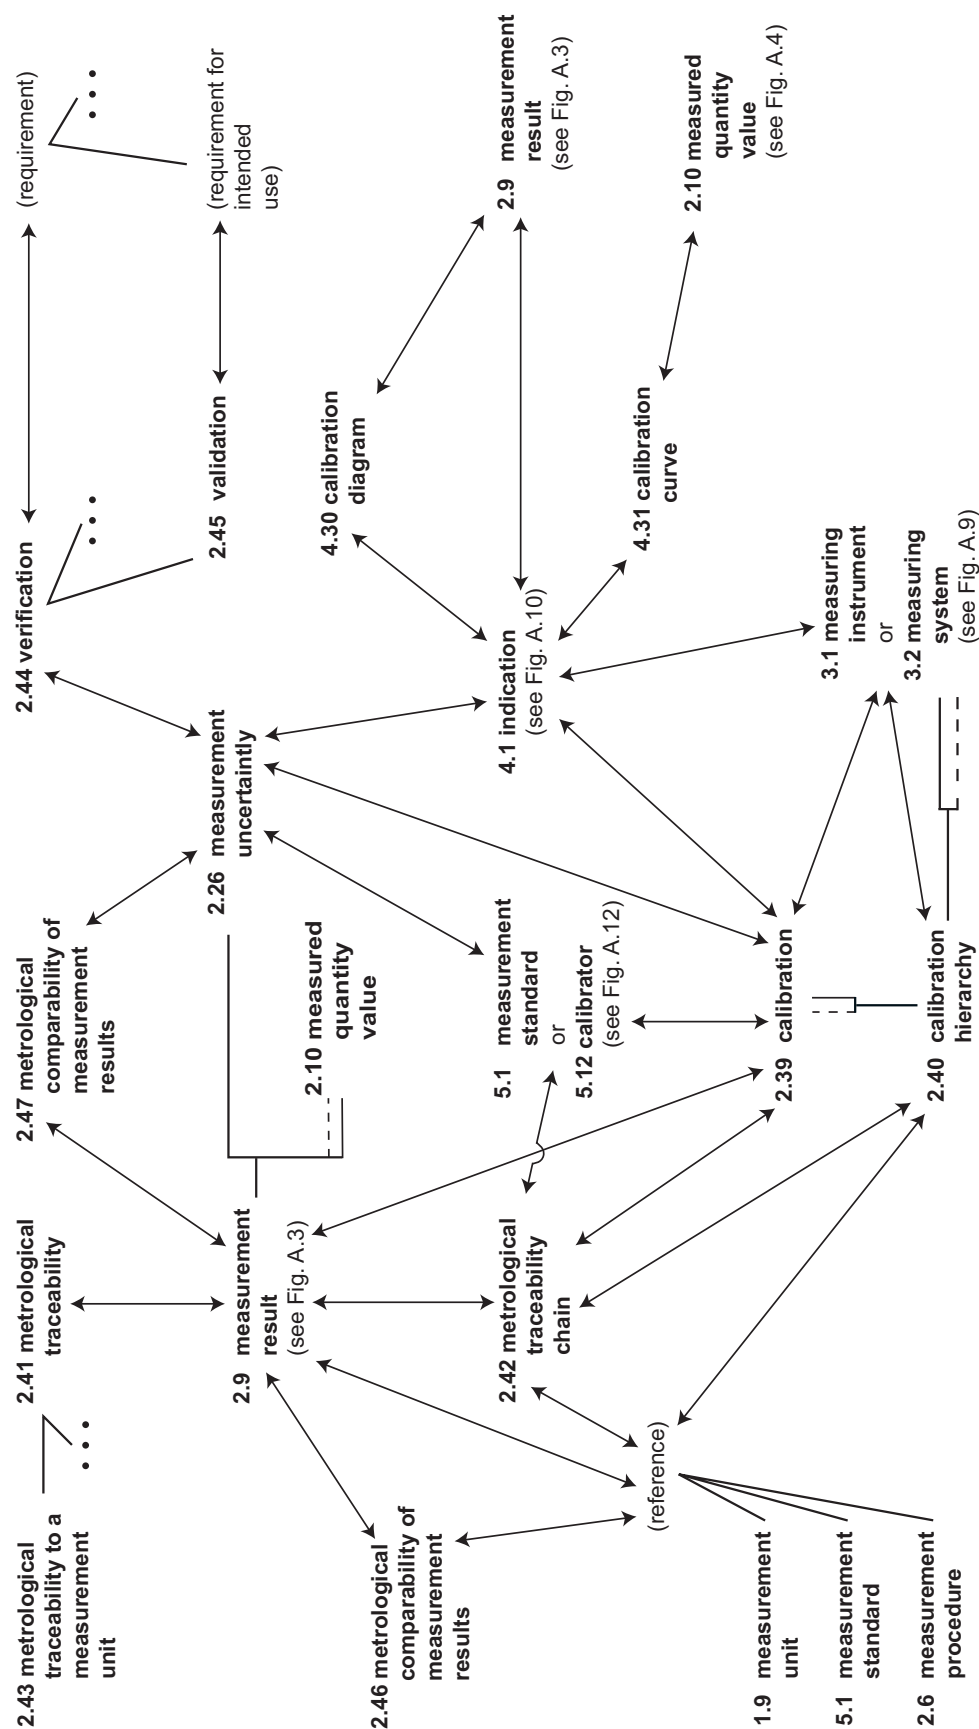 2.43 metrological
traceability to a
measurement
unit
2.41 metrological
traceability
2.47 metrological
comparability of
measurement
results
2.44 verification
(requirement)
2.45 validation
(requirement for
intended
use)
2.9 measurement
result
(see Fig. A.3)
2.26 measurement
uncertaintly
2.10 measured
quantity
value
4.30 calibration
diagram
2.46 metrological
comparability of
measurement
results
2.42 metrological
traceability
chain
5.1 measurement
standard
or
5.12 calibrator
(see Fig. A.12)
4.1 indication
(see Fig. A.10)
2.9 measurement
result
(see Fig. A.3)
4.31 calibration
curve
2.10 measured
quantity
value
(see Fig. A.4)
(reference)
1.9 measurement
unit
5.1 measurement
standard
2.6 measurement
procedure
2.39 calibration
2.40 calibration
hierarchy
3.1 measuring
instrument
or
3.2 measuring
system
(see Fig. A.9)